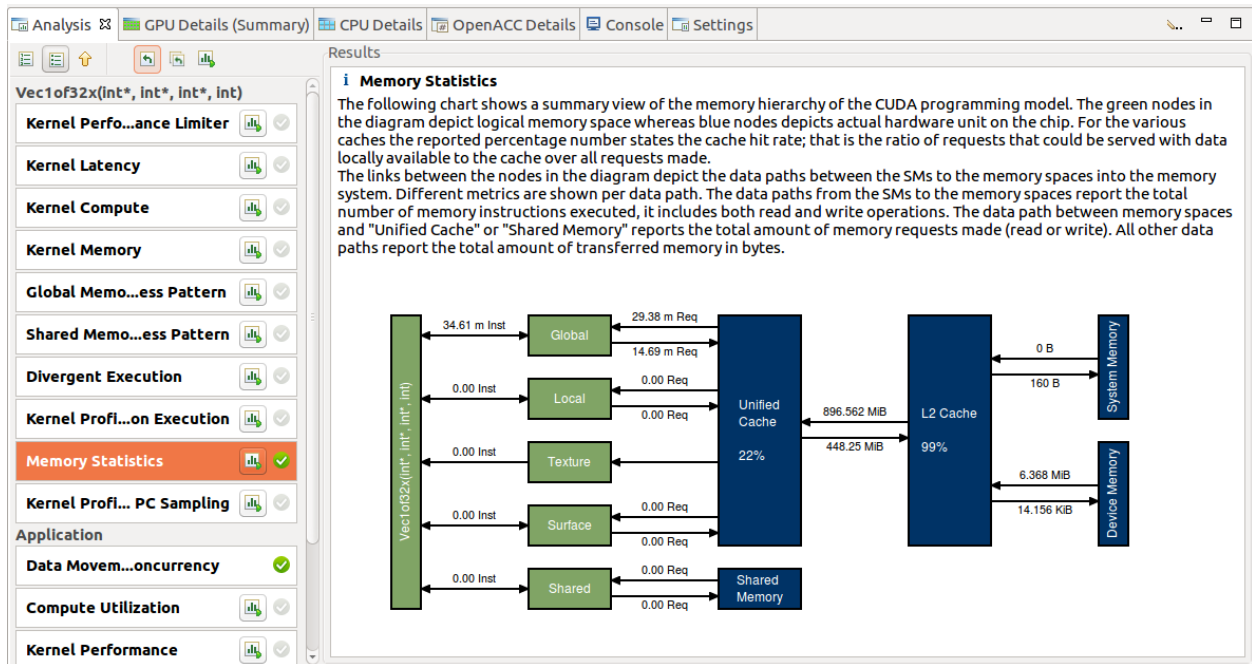 Analysis
GPU Details (Summary)
CPU Details
OpenACC Details
Console
Settings
Results
Vec1of32x(int*, int*, int*, int)
Kernel Perfo...ance Limiter
Kernel Latency
Kernel Compute
Kernel Memory
Global Memo...ess Pattern
Shared Memo...ess Pattern
Divergent Execution
Kernel Profi...on Execution
Memory Statistics
Kernel Profi... PC Sampling
Application
Data Movem...oncurrency
Compute Utilization
Kernel Performance
i Memory Statistics
The following chart shows a summary view of the memory hierarchy of the CUDA programming model. The green nodes in
the diagram depict logical memory space whereas blue nodes depicts actual hardware unit on the chip. For the various
caches the reported percentage number states the cache hit rate; that is the ratio of requests that could be served with data
locally available to the cache over all requests made.
The links between the nodes in the diagram depict the data paths between the SMs to the memory spaces into the memory
system. Different metrics are shown per data path. The data paths from the SMs to the memory spaces report the total
number of memory instructions executed, it includes both read and write operations. The data path between memory spaces
and "Unified Cache" or "Shared Memory" reports the total amount of memory requests made (read or write). All other data
paths report the total amount of transferred memory in bytes.
Vec1of32x(int*, int*, int*, int)
34.61 m Inst
Global
29.38 m Req
14.69 m Req
0.00 Inst
Local
0.00 Req
0.00 Req
0.00 Inst
Texture
0.00 Inst
Surface
0.00 Req
0.00 Req
0.00 Inst
Shared
0.00 Req
0.00 Req
Unified
Cache
22%
Shared
Memory
896.562 MiB
448.25 MiB
L2 Cache
99%
0 B
160 B
System Memory
6.368 MiB
14.156 KiB
Device Memory